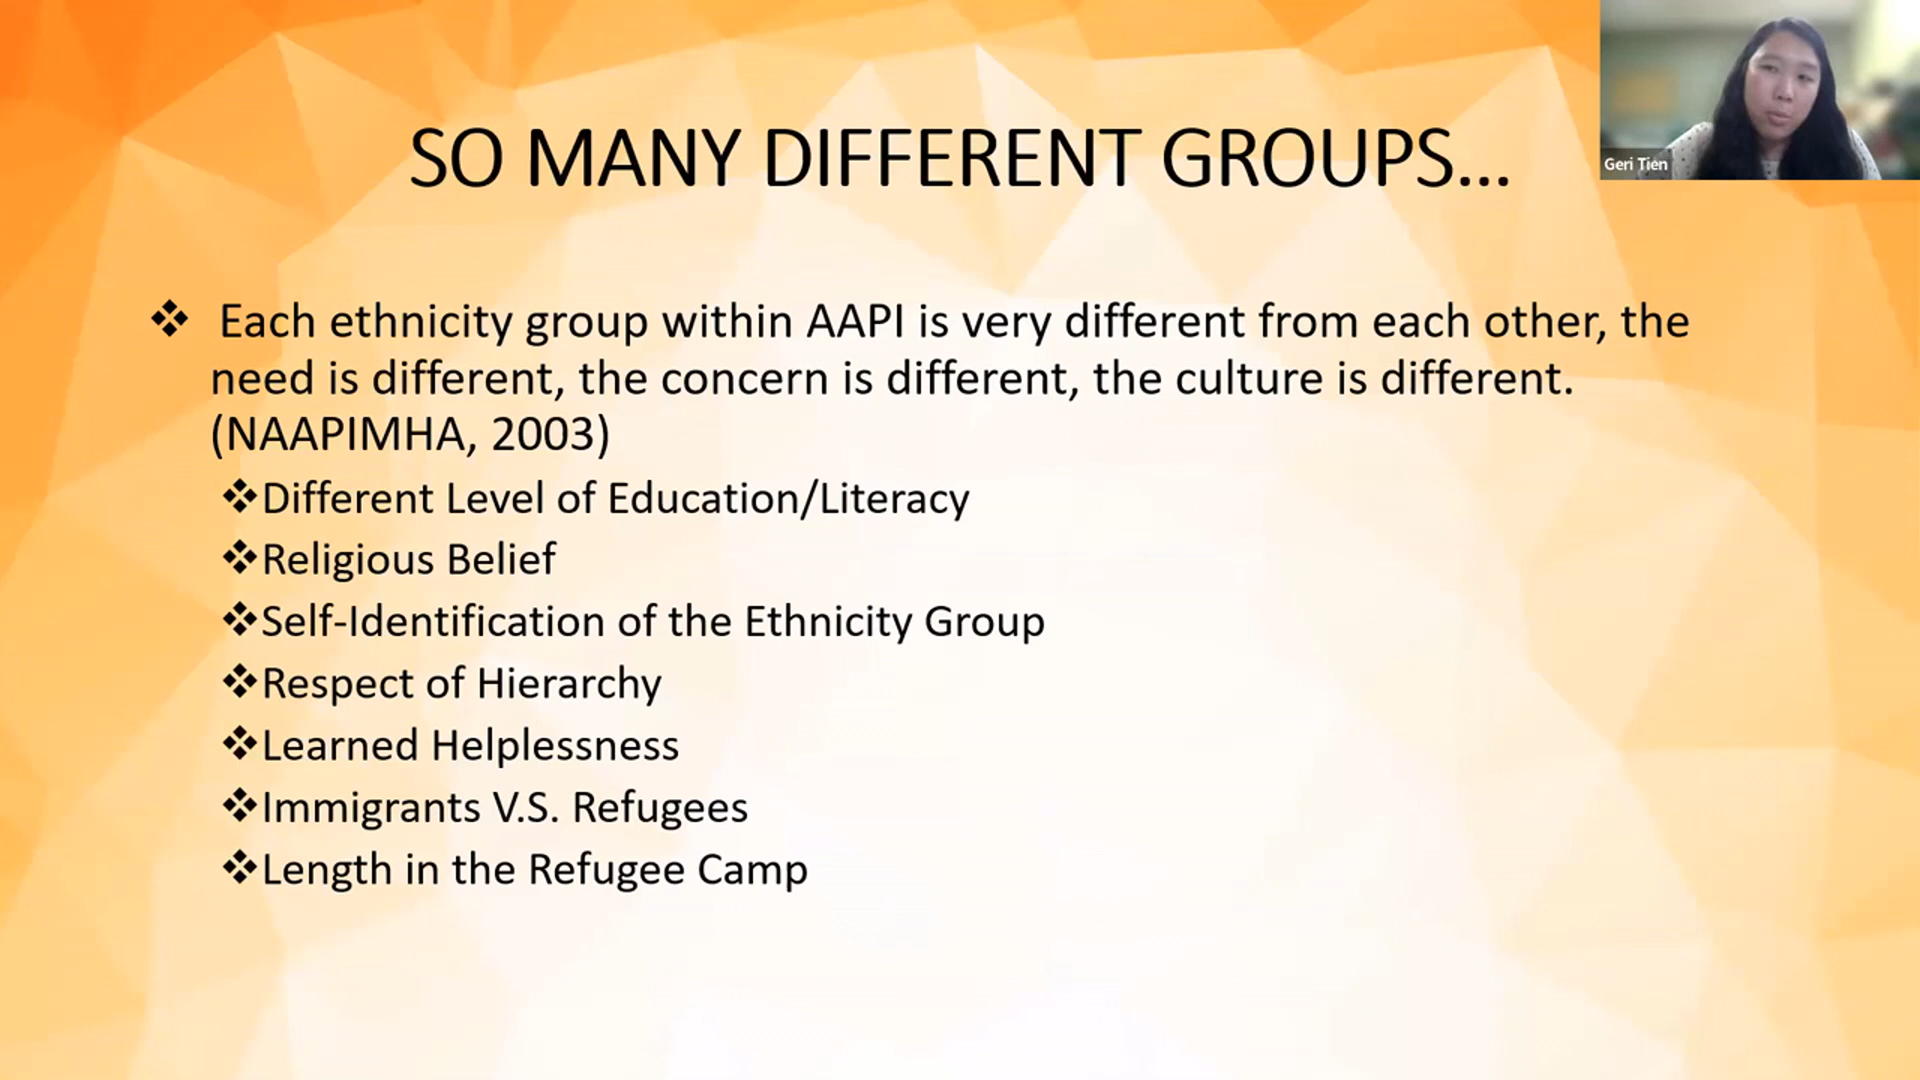 SO MANY DIFFERENT GROUPS...
Geri Tien
❖ Each ethnicity group within AAPI is very different from each other, the
need is different, the concern is different, the culture is different.
(NAAPIMHA, 2003)
❖Different Level of Education/Literacy
❖Religious Belief
❖Self-Identification of the Ethnicity Group
❖Respect of Hierarchy
❖Learned Helplessness
❖Immigrants V.S. Refugees
❖Length in the Refugee Camp